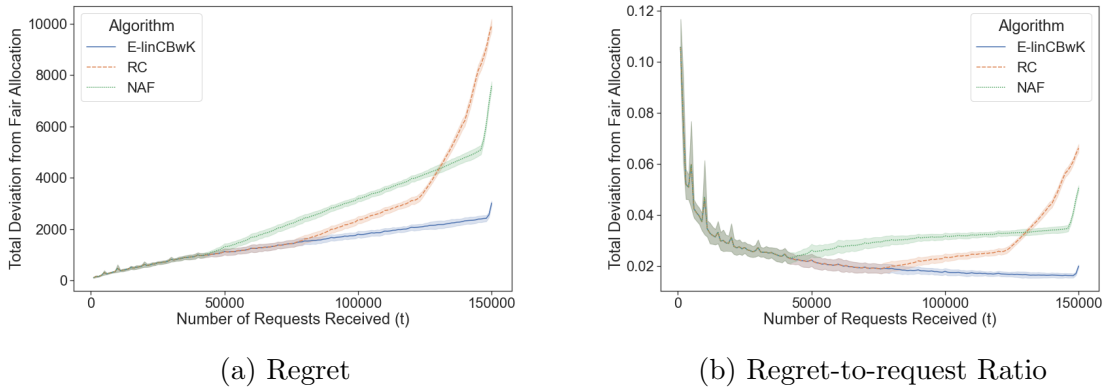 Total Deviation from Fair Allocation
10000
8000
6000
4000
2000
0
Algorithm
E-linCBwK
RC
NAF
0
50000
100000
150000
Number of Requests Received (t)
(a) Regret
Total Deviation from Fair Allocation
0.12
0.10
0.08
0.06
0.04
0.02
Algorithm
E-linCBwK
RC
NAF
0
50000
100000
150000
Number of Requests Received (t)
(b) Regret-to-request Ratio